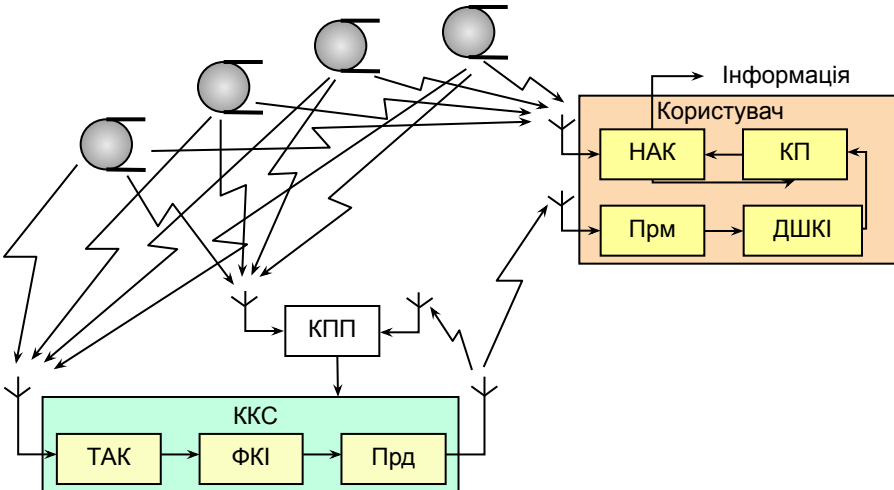 Інформація
Користувач
НАК
КП
Прм
ДШКІ
КПП
ККС
ТАК
ФКІ
Прд